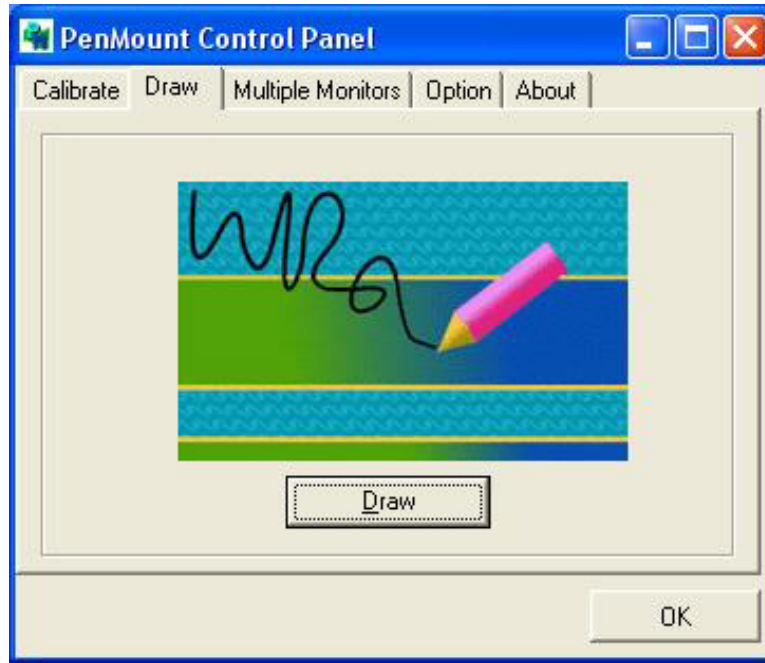 PenMount Control Panel
Calibrate Draw Multiple Monitors Option About
Draw
OK